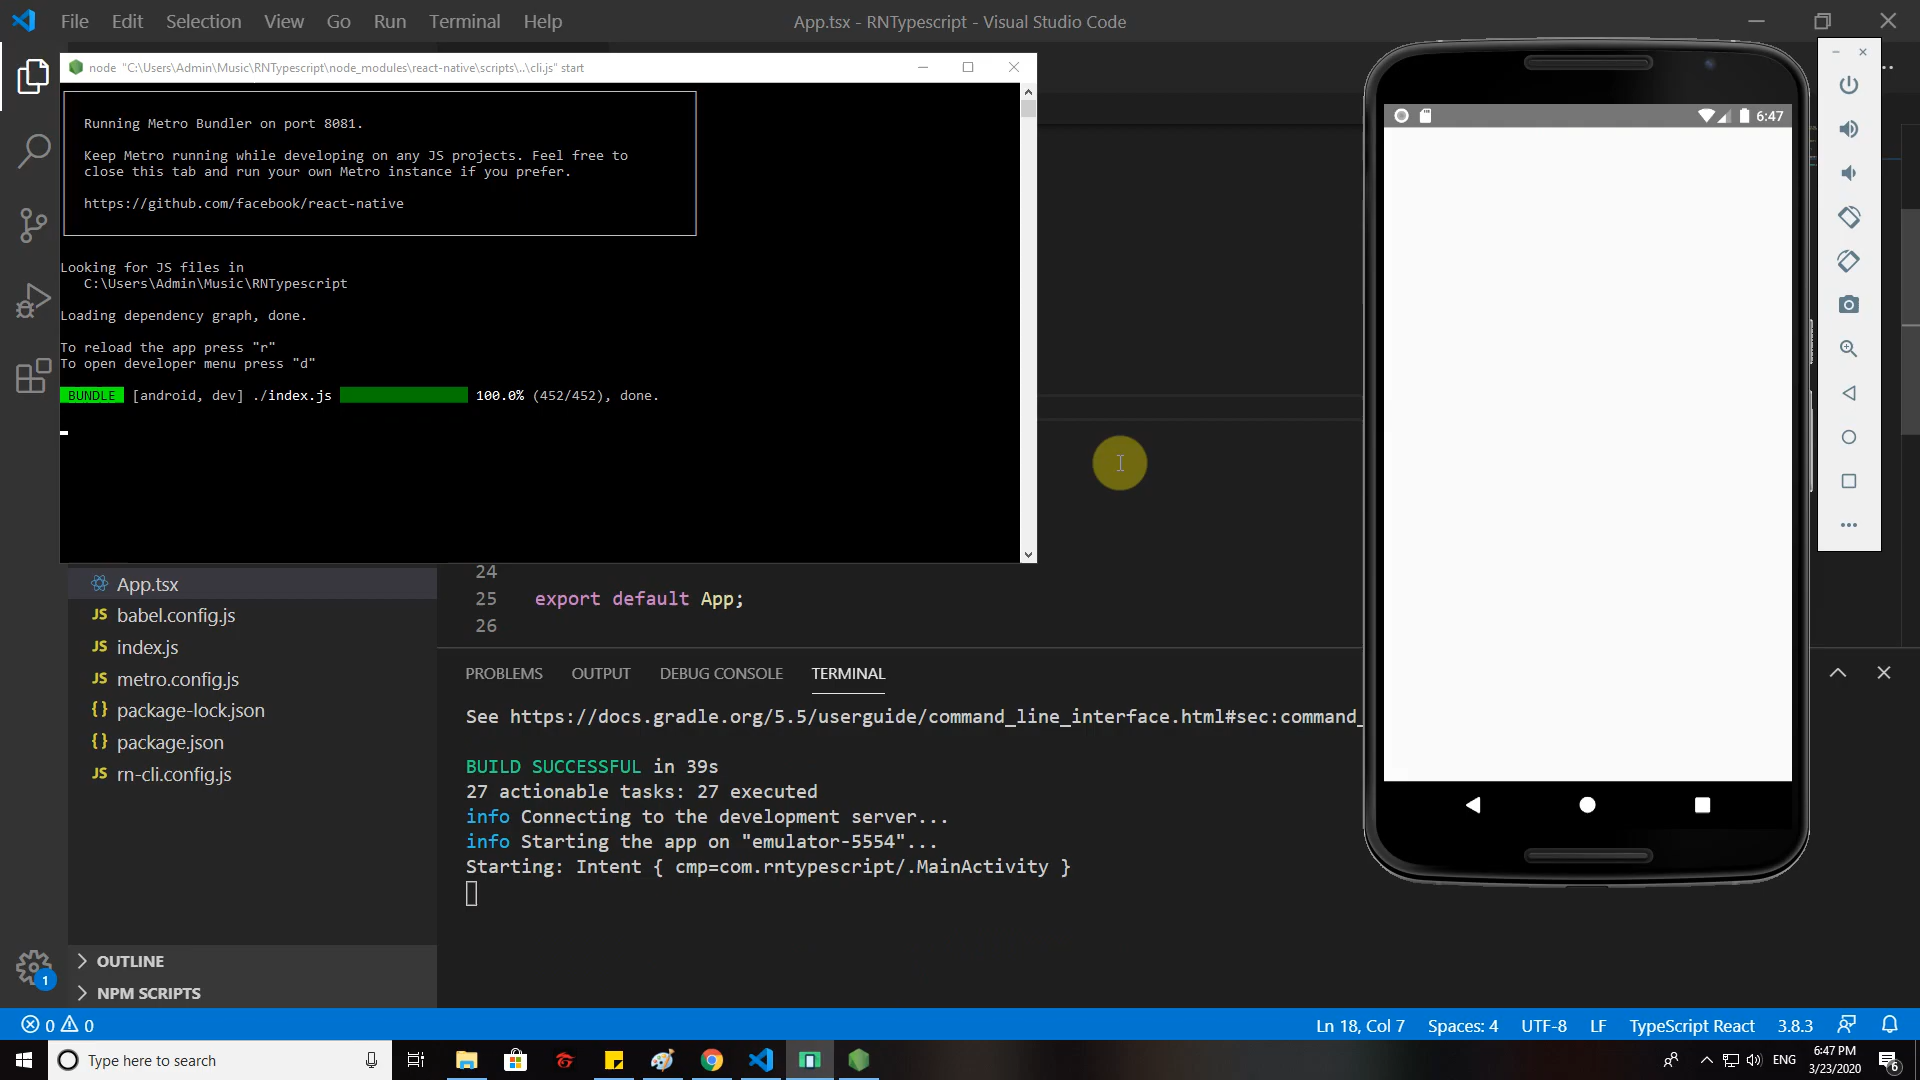 File Edit Selection View Go Run Terminal Help
App.tsx - RNTypescript - Visual Studio Code
node "C:\Users\Admin\Music\RNTypescript\node_modules\react-native\scripts\..\cli.js" start
Running Metro Bundler on port 8081.
Keep Metro running while developing on any JS projects. Feel free to
close this tab and run your own Metro instance if you prefer.
https://github.com/facebook/react-native
Looking for JS files in
C:\Users\Admin\Music\RNTypescript
Loading dependency graph, done.
To reload the app press "r"
To open developer menu press "d"
BUNDLE [android, dev] ./index.js 100.0% (452/452), done.
6:47
App.tsx
JS babel.config.js
JS index.js
JS metro.config.js
{} package-lock.json
{} package.json
JS rn-cli.config.js
OUTLINE
NPM SCRIPTS
1
24
25 export default App;
26
PROBLEMS OUTPUT DEBUG CONSOLE TERMINAL
See https://docs.gradle.org/5.5/userguide/command_line_interface.html#sec:command_
BUILD SUCCESSFUL in 39s
27 actionable tasks: 27 executed
info Connecting to the development server...
info Starting the app on "emulator-5554"...
Starting: Intent { cmp=com.rntypescript/.MainActivity }
0 0
Ln 18, Col 7 Spaces: 4 UTF-8 LF TypeScript React 3.8.3
Type here to search
ENG
6:47 PM
3/23/2020
6